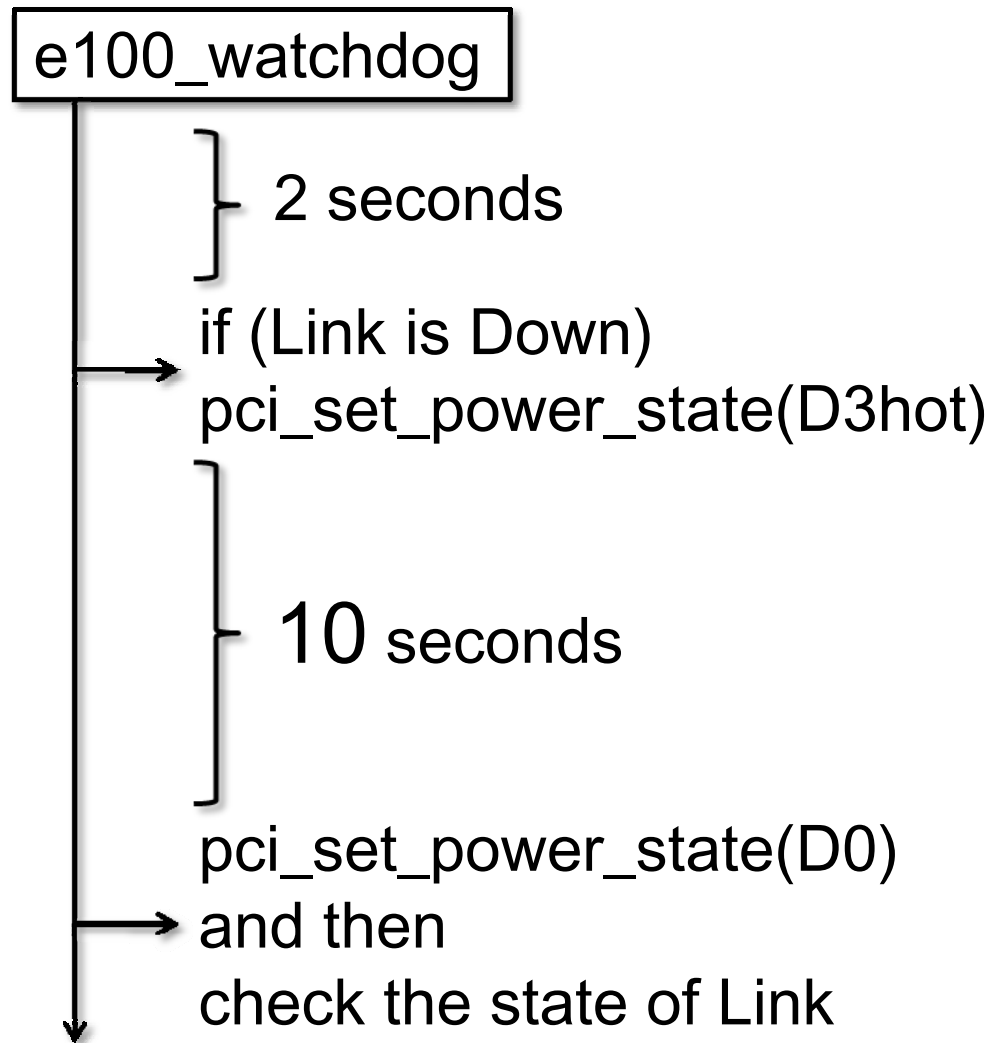 e100_watchdog
2 seconds
if (Link is Down)
pci_set_power_state(D3hot)
10 seconds
pci_set_power_state(D0)
and then
check the state of Link